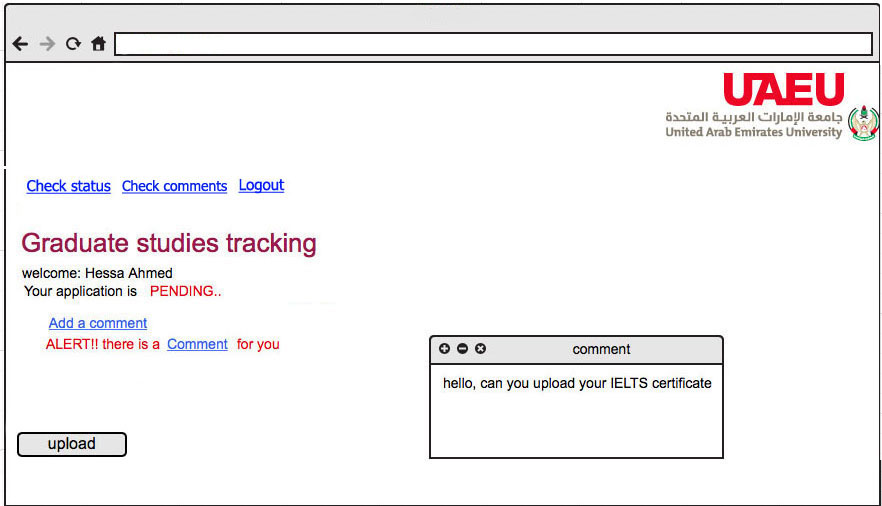 UAEU
جامعة الإمارات العربية المتحدة
United Arab Emirates University
Check status Check comments Logout
Graduate studies tracking
welcome: Hessa Ahmed
Your application is PENDING..
Add a comment
ALERT!! there is a Comment for you
comment
hello, can you upload your IELTS certificate
upload